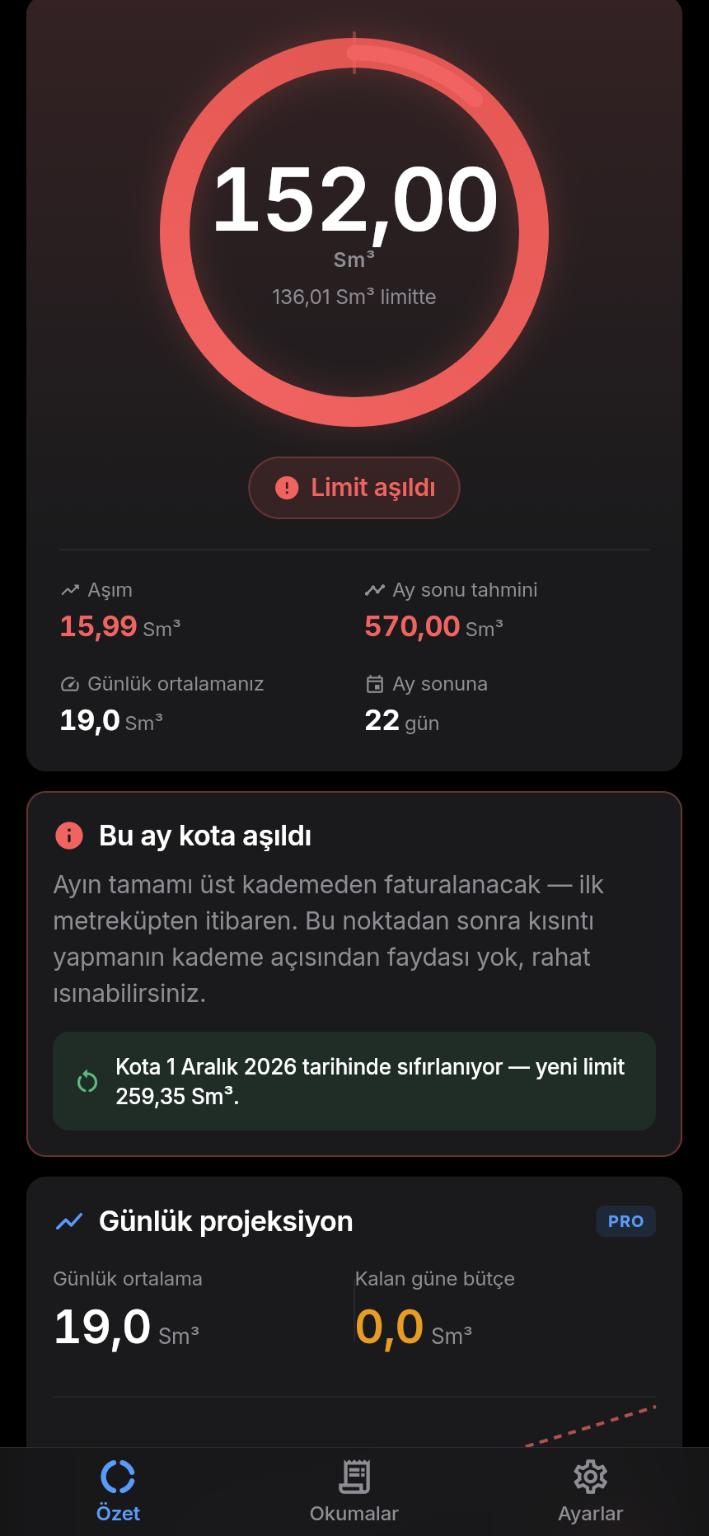 152,00
Sm³
136,01 Sm³ limitte
Limit aşıldı
Aşım
15,99 Sm³
Ay sonu tahmini
570,00 Sm³
Günlük ortalamanız
19,0 Sm³
Ay sonuna
22 gün
Bu ay kota aşıldı
Ayın tamamı üst kademeden faturalanacak — ilk
metreküpten itibaren. Bu noktadan sonra kısıntı
yapmanın kademe açısından faydası yok, rahat
ısınabilirsiniz.
Kota 1 Aralık 2026 tarihinde sıfırlanıyor — yeni limit
259,35 Sm³.
Günlük projeksiyon
PRO
Günlük ortalama
19,0 Sm³
Kalan güne bütçe
0,0 Sm³
Özet
Okumalar
Ayarlar